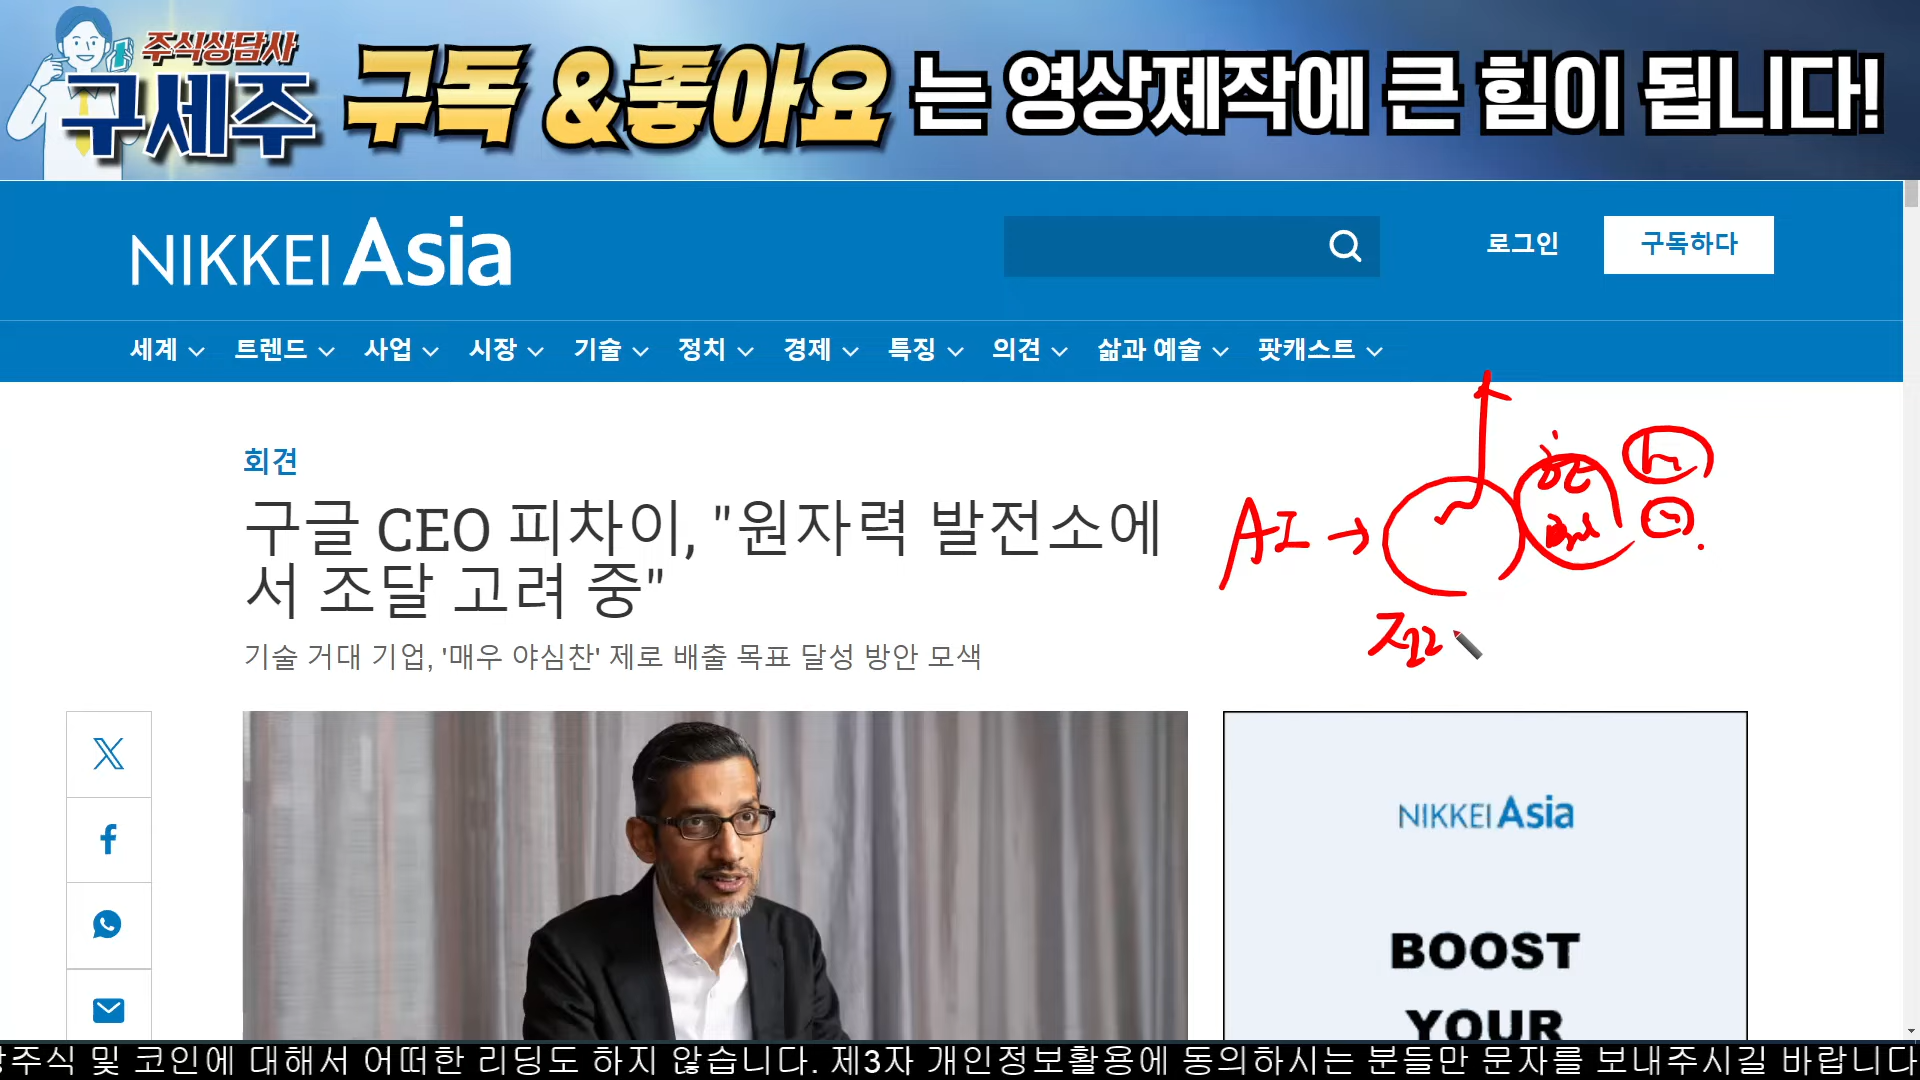 주식상담사
구세주
구독 &좋아요 는 영상제작에 큰 힘이 됩니다!
NIKKEI Asia
로그인
구독하다
세계 트렌드 사업 시장 기술 정치 경제 특징 의견 삶과 예술 팟캐스트
회견
구글 CEO 피차이, "원자력 발전소에
서 조달 고려 중"
기술 거대 기업, '매우 야심찬' 제로 배출 목표 달성 방안 모색
AI →
NIKKEI Asia
BOOST
YOUR
주식 및 코인에 대해서 어떠한 리딩도 하지 않습니다. 제3자 개인정보활용에 동의하시는 분들만 문자를 보내주시길 바랍니다